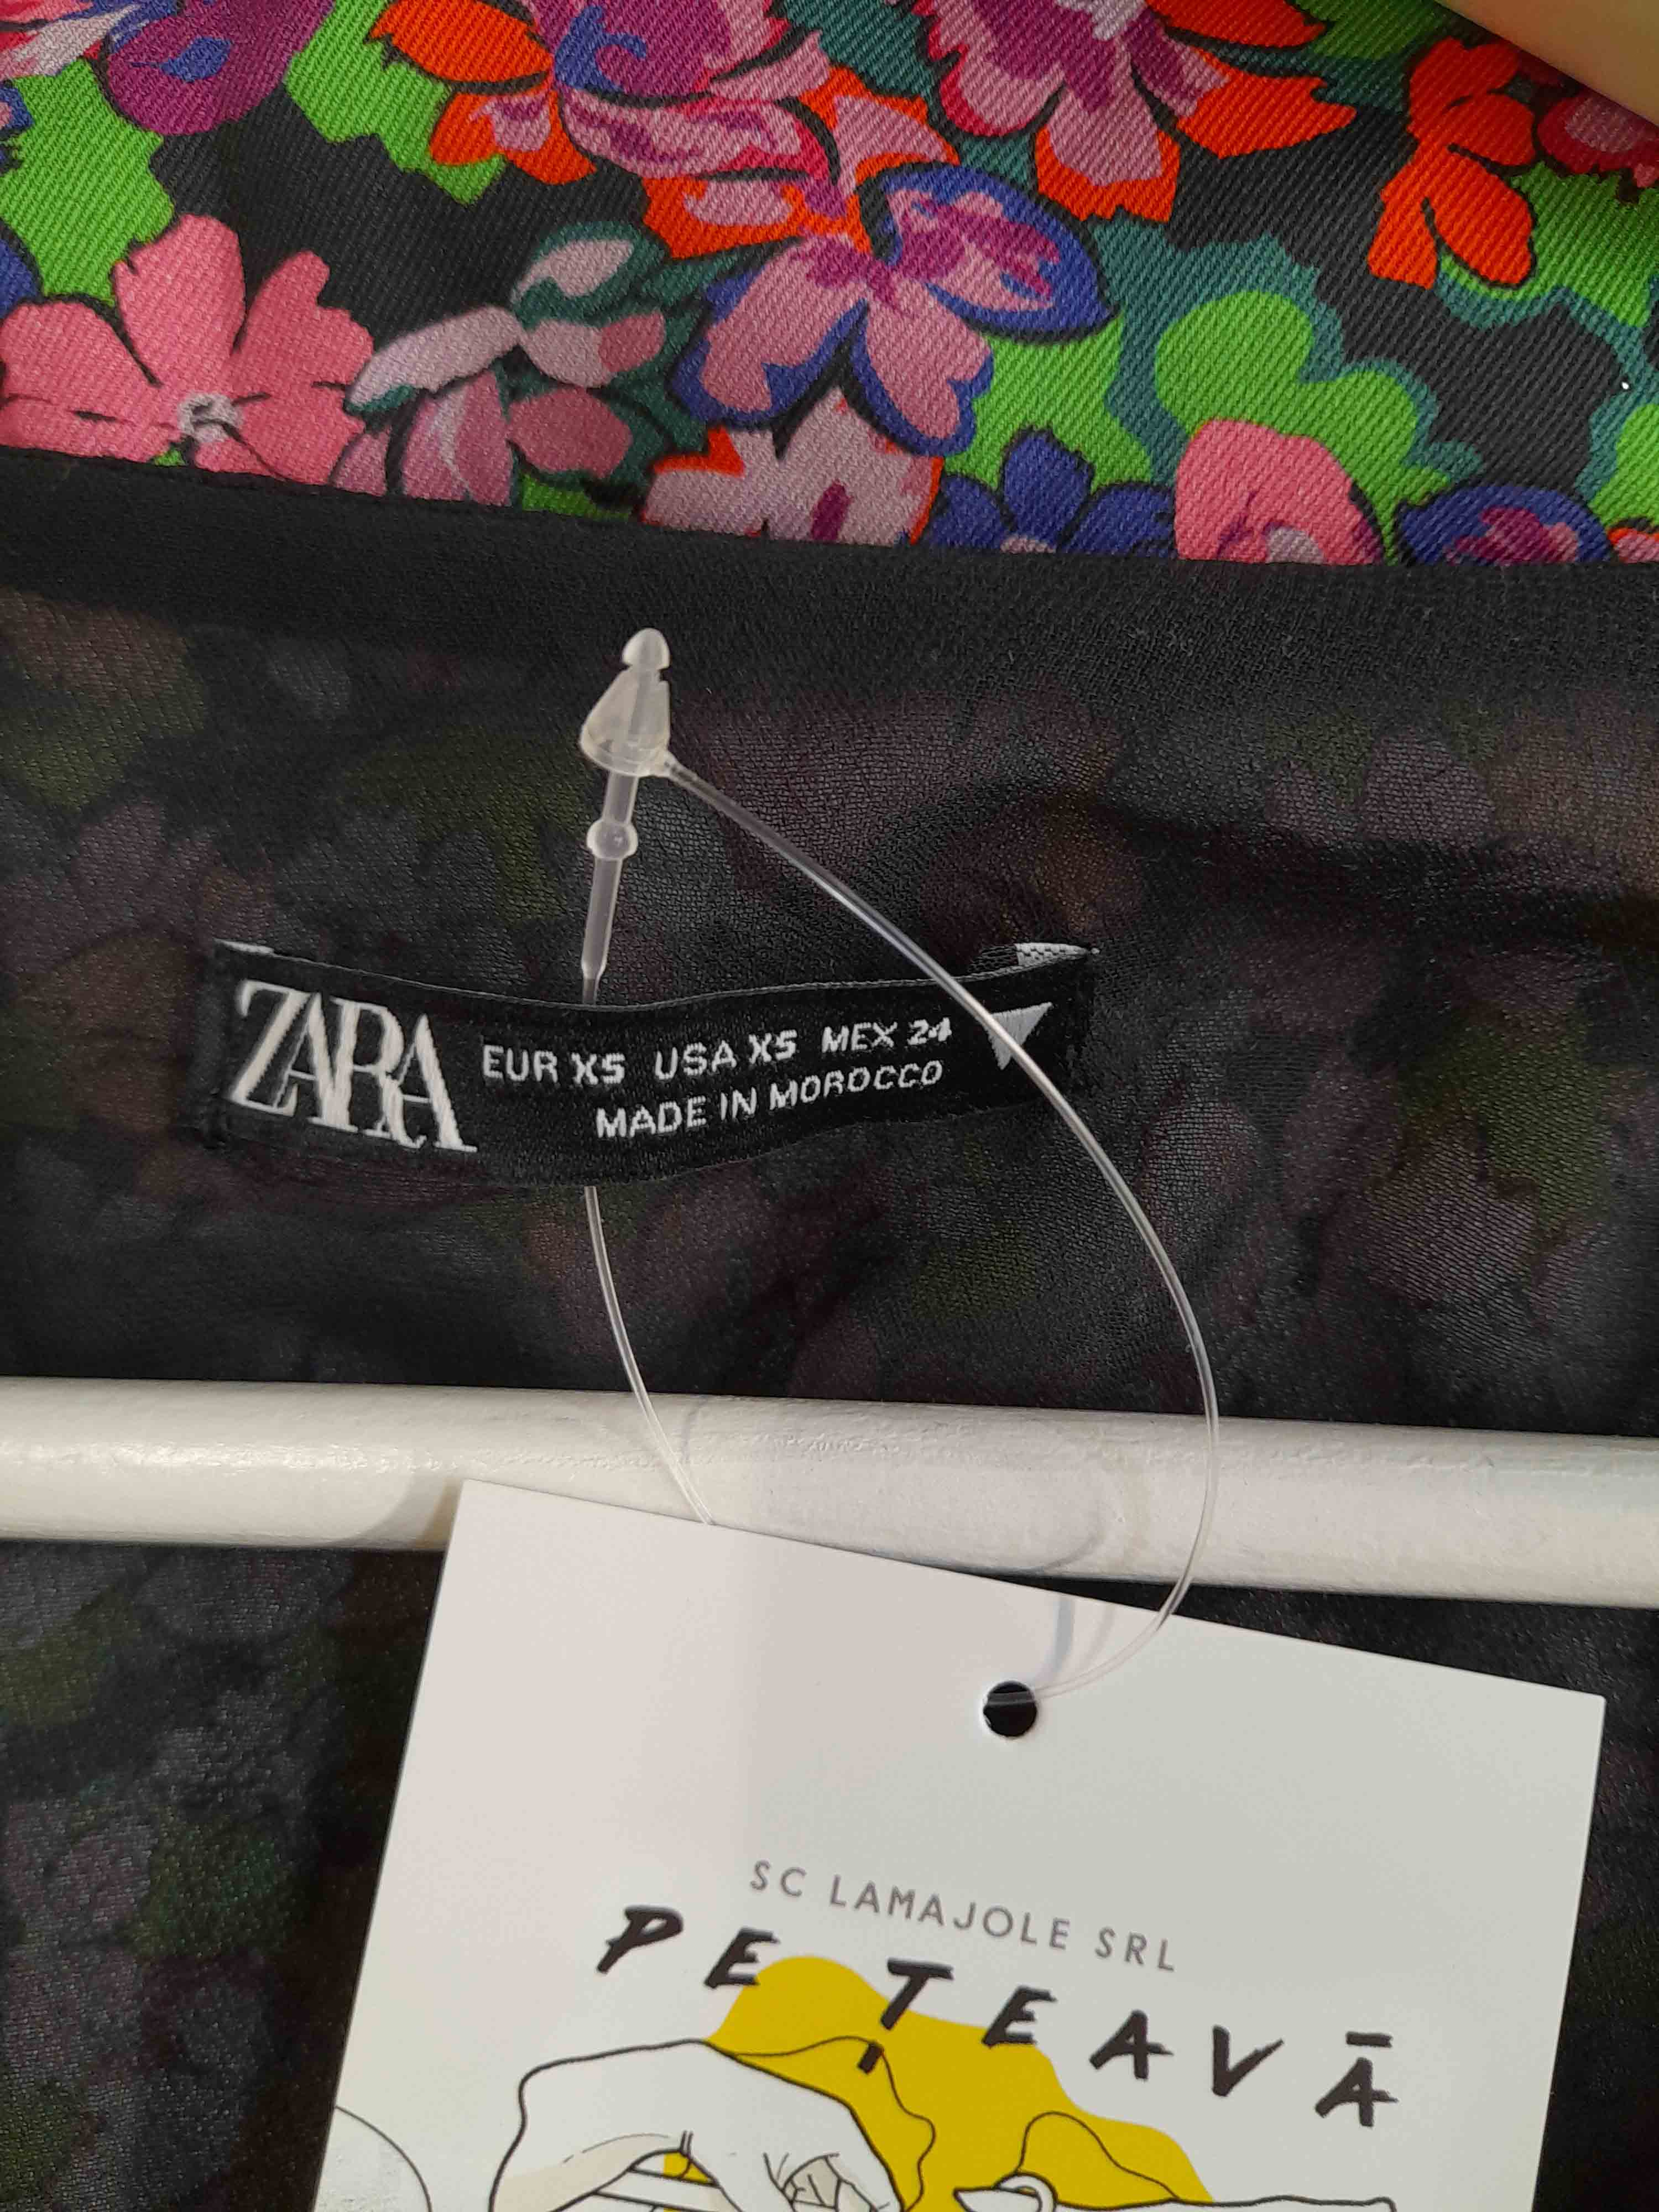 ZARA
EUR XS USA XS MEX 24
MADE IN MOROCCO
SC LAMAJOLE SRL
PE ȚEAVĂ